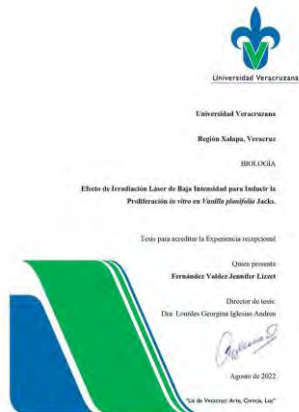 Universidad Veracruzana
Universidad Veracruzana
Región Xalapa, Veracruz
BIOLOGÍA
Efecto de Irradiación Láser de Baja Intensidad para Inducir la
Proliferación in vitro en Vanilla planifolia Jacks.
Tesis para acreditar la Experiencia recepcional
Quien presenta
Fernández Valdez Jennifer Lizzet
Director de tesis:
Dra. Lourdes Georgina Iglesias Andreu
Agosto de 2022
"Lis de Veracruz: Arte, Ciencia, Luz"